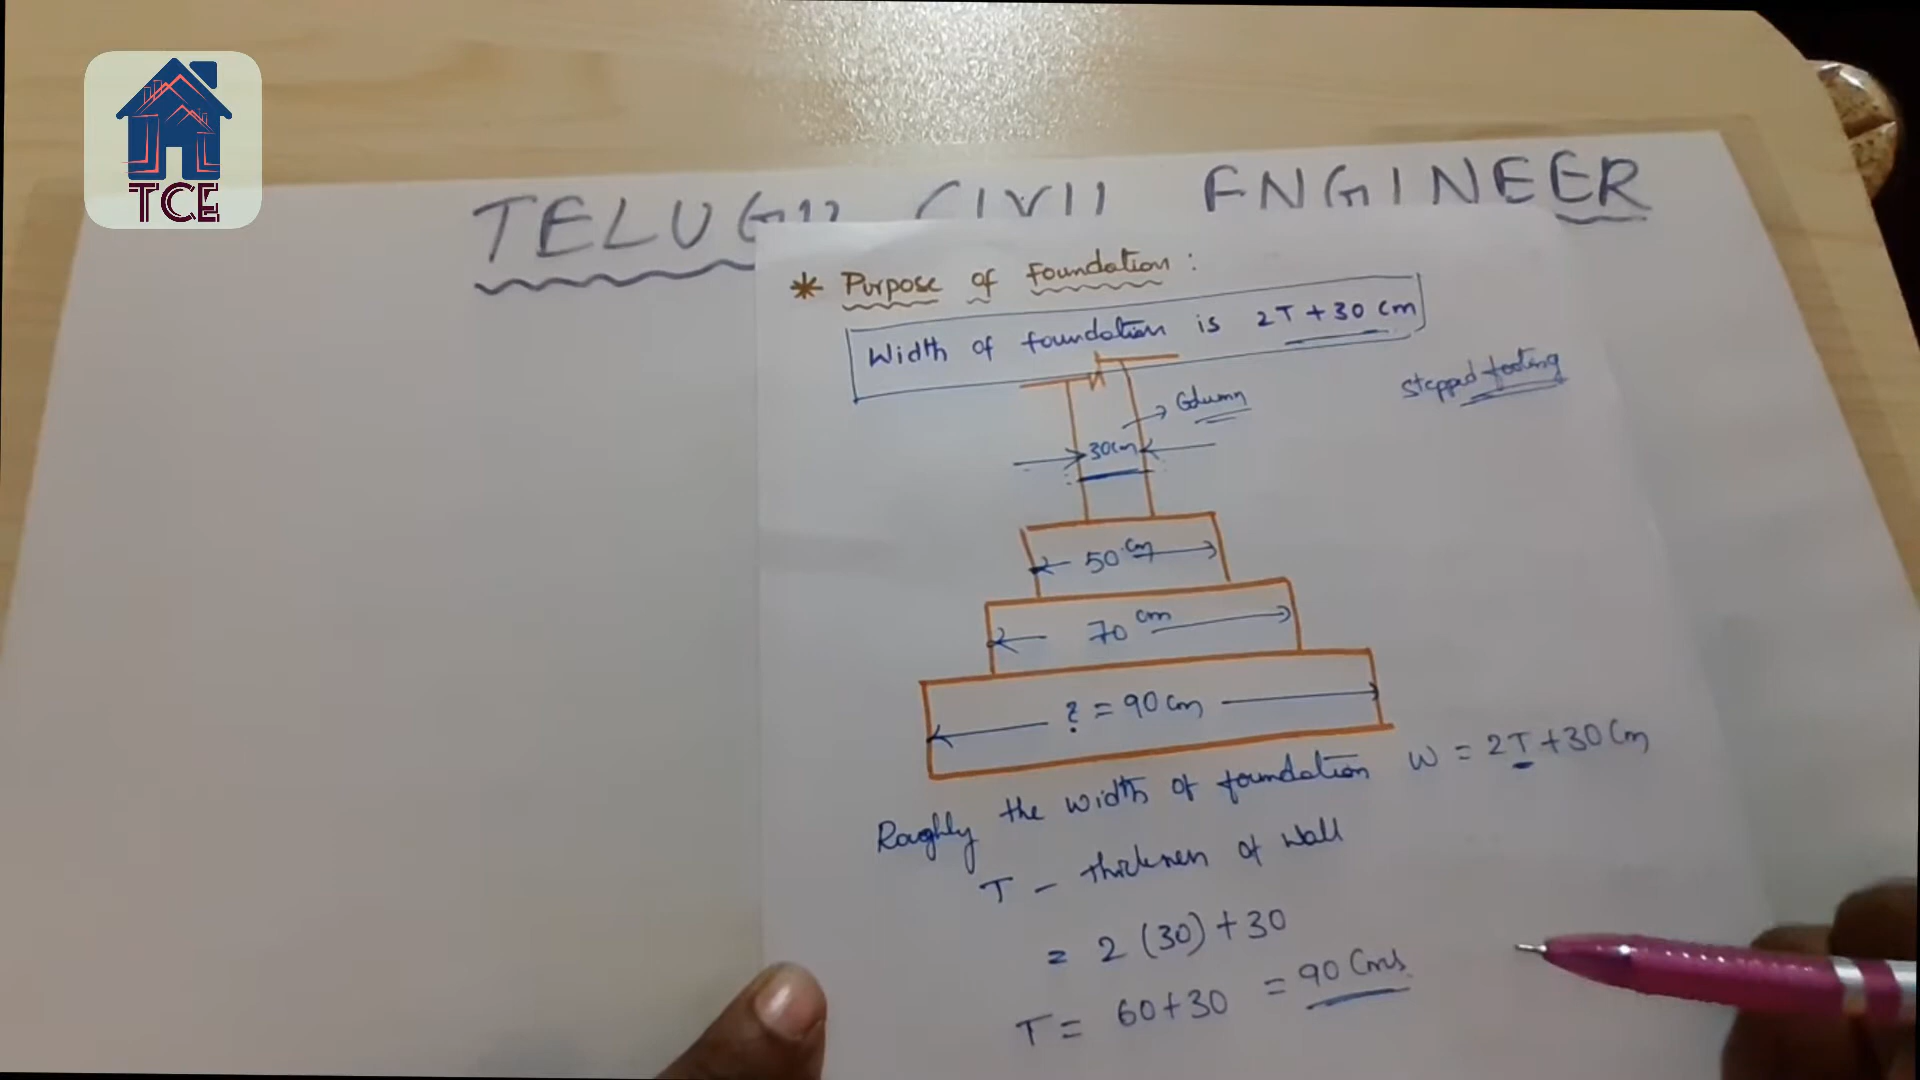 TCE
TELUGU CIVIL ENGINEER
* Purpose of Foundation :
Width of foundation is 2T + 30 cm
stepped footing
Column
30cm
50 cm
70 cm
? = 90 cm
Roughly the width of foundation W = 2T + 30 cm
T - thickness of wall
= 2 (30) + 30
T = 60 + 30 = 90 Cms